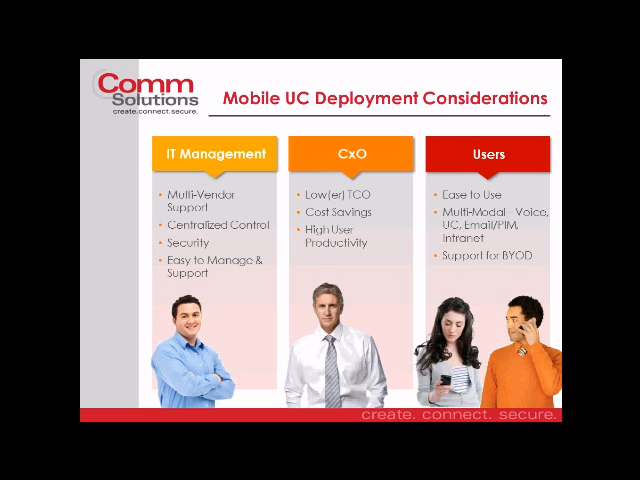 Comm
Solutions
create.connect.secure.
Mobile UC Deployment Considerations
IT Management
• Multi-Vendor
Support
• Centralized Control
• Security
• Easy to Manage &
Support
CxO
• Low(er) TCO
• Cost Savings
• High User
Productivity
Users
• Ease to Use
• Multi-Modal – Voice,
UC, Email/PIM,
Intranet
• Support for BYOD
create. connect. secure.